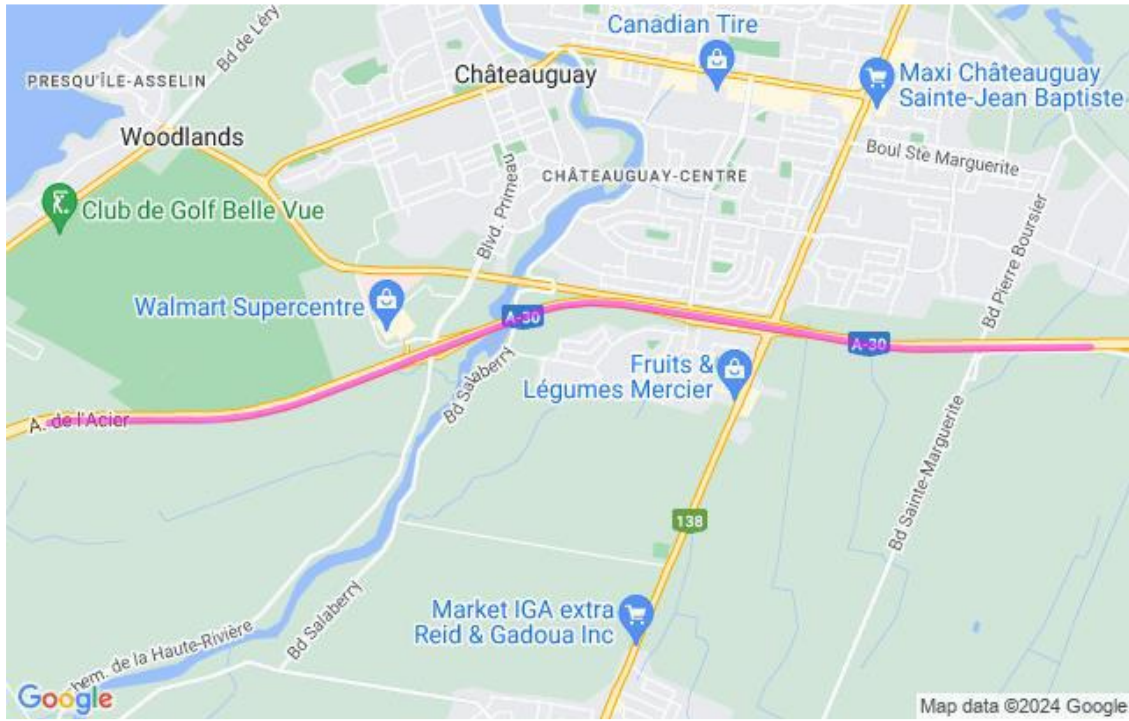 Canadian Tire
Bd de Léry
PRESQU'ÎLE-ASSELIN
Châteauguay
Maxi Châteauguay
Sainte-Jean Baptiste
Woodlands
Boul Ste Marguerite
CHÂTEAUGUAY-CENTRE
Club de Golf Belle Vue
Blvd. Primeau
Bd Pierre Boursier
Walmart Supercentre
A-30
A-30
Bd Salaberry
Fruits &
Légumes Mercier
A. de l'Acier
Bd Sainte-Marguerite
138
Market IGA extra
Reid & Gadoua Inc
Bd Salaberry
hem. de la Haute-Rivière
Google
Map data ©2024 Google